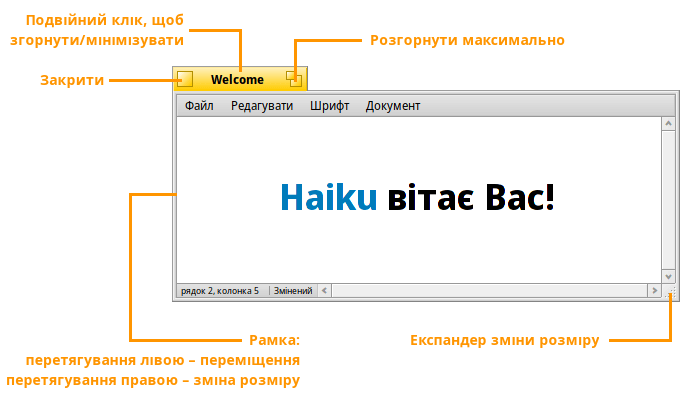 Подвійний клік, щоб
згорнути/мінімізувати
Розгорнути максимально
Закрити
Welcome
Файл Редагувати Шрифт Документ
Haiku вітає Вас!
рядок 2, колонка 5 Змінений
Рамка:
перетягування лівою – переміщення
перетягування правою – зміна розміру
Експандер зміни розміру